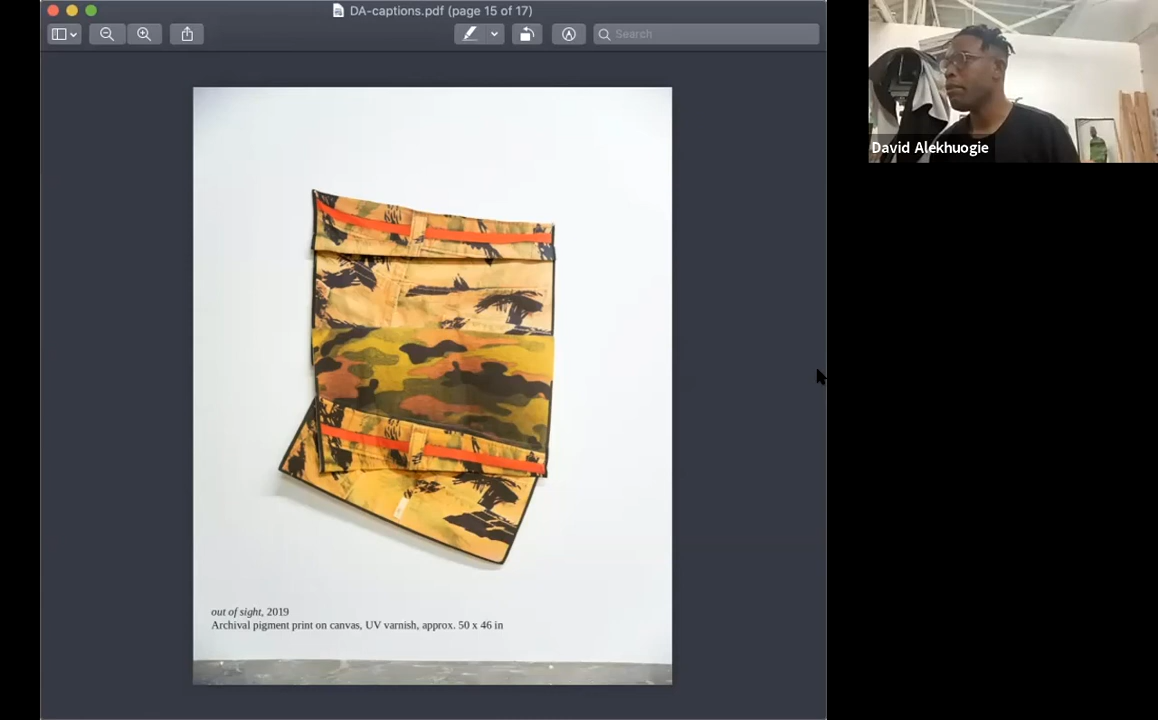 DA-captions.pdf (page 15 of 17)
Search
David Alekhuogie
out of sight, 2019
Archival pigment print on canvas, UV varnish, approx. 50 x 46 in